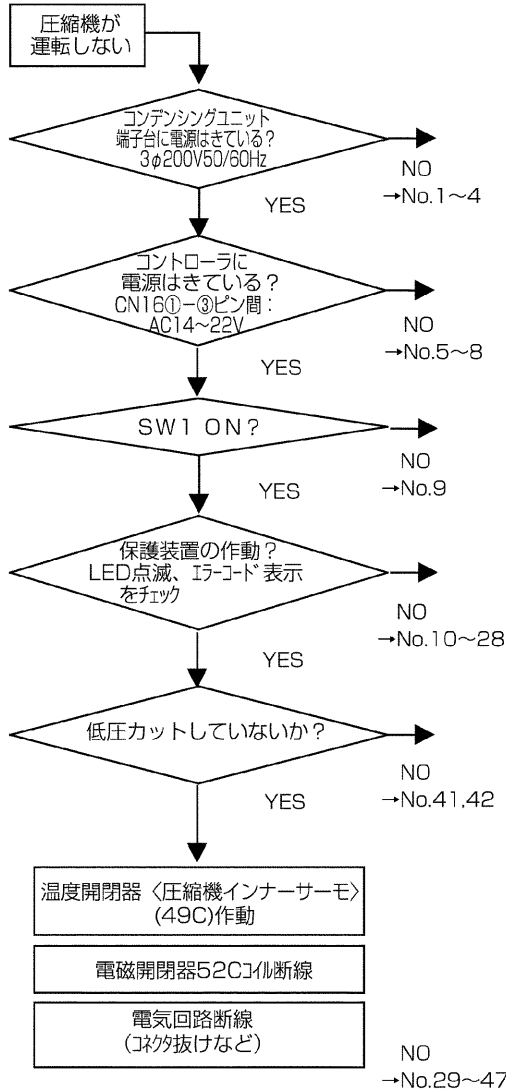 圧縮機が
運転しない
コンデンシングユニット
端子台に電源はきている？
3φ200V50/60Hz
NO
→No.1～4
YES
コントローラに
電源はきている？
CN16①－③ピン間：
AC14～22V
NO
→No.5～8
YES
SW1 ON？
NO
→No.9
YES
保護装置の作動？
LED点滅、ｴﾗｰｺｰﾄﾞ表示
をﾁｪｯｸ
NO
→No.10～28
YES
低圧カットしていないか？
NO
→No.41,42
YES
温度開閉器〈圧縮機インナーサーモ〉
(49C)作動
電磁開閉器52Cｺｲﾙ断線
電気回路断線
(ｺﾈｸﾀ抜けなど)
NO
→No.29～47